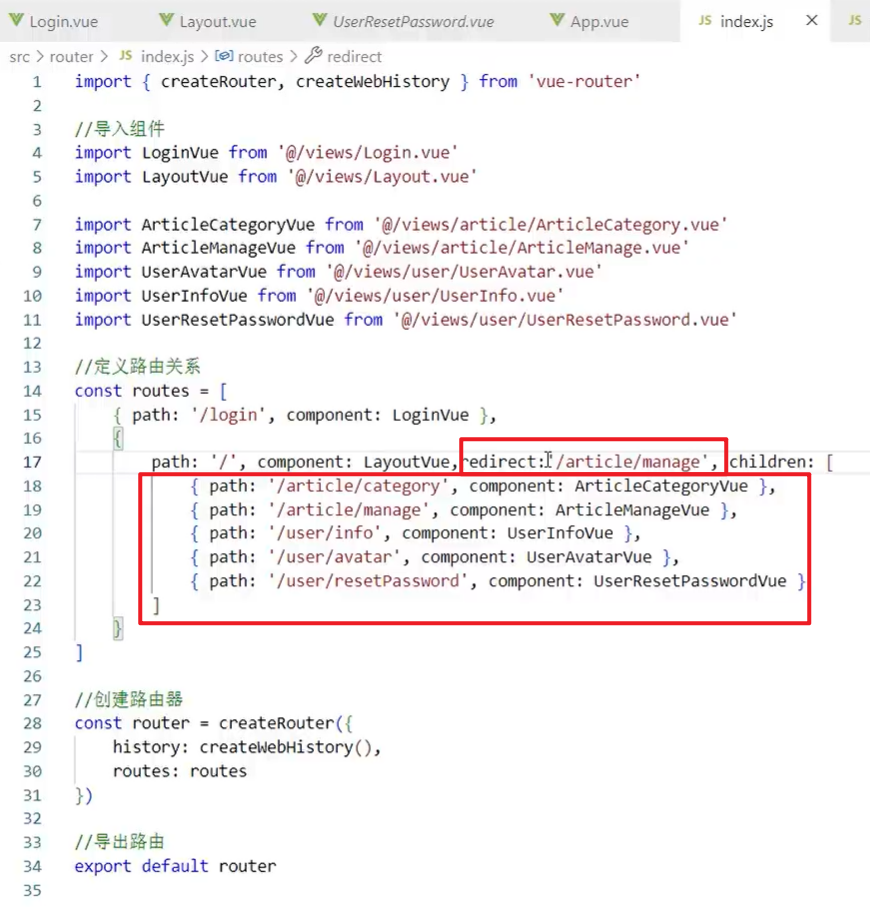 Login.vue Layout.vue UserResetPassword.vue App.vue JS index.js × JS
src > router > JS index.js > routes > redirect
1 import { createRouter, createWebHistory } from 'vue-router'
2
3 //导入组件
4 import LoginVue from '@/views/Login.vue'
5 import LayoutVue from '@/views/Layout.vue'
6
7 import ArticleCategoryVue from '@/views/article/ArticleCategory.vue'
8 import ArticleManageVue from '@/views/article/ArticleManage.vue'
9 import UserAvatarVue from '@/views/user/UserAvatar.vue'
10 import UserInfoVue from '@/views/user/UserInfo.vue'
11 import UserResetPasswordVue from '@/views/user/UserResetPassword.vue'
12
13 //定义路由关系
14 const routes = [
15 { path: '/login', component: LoginVue },
16 {
17 path: '/', component: LayoutVue,redirect:'/article/manage', children: [
18 { path: '/article/category', component: ArticleCategoryVue },
19 { path: '/article/manage', component: ArticleManageVue },
20 { path: '/user/info', component: UserInfoVue },
21 { path: '/user/avatar', component: UserAvatarVue },
22 { path: '/user/resetPassword', component: UserResetPasswordVue }
23 ]
24 }
25 ]
26
27 //创建路由器
28 const router = createRouter({
29 history: createWebHistory(),
30 routes: routes
31 })
32
33 //导出路由
34 export default router
35